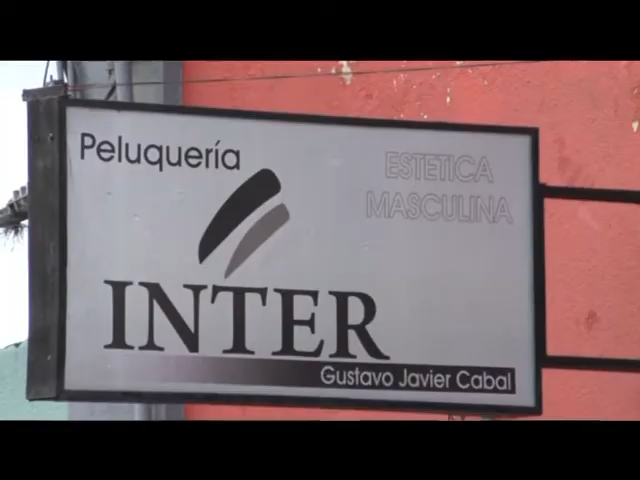 Peluquería
ESTETICA
MASCULINA
INTER
Gustavo Javier Cabal